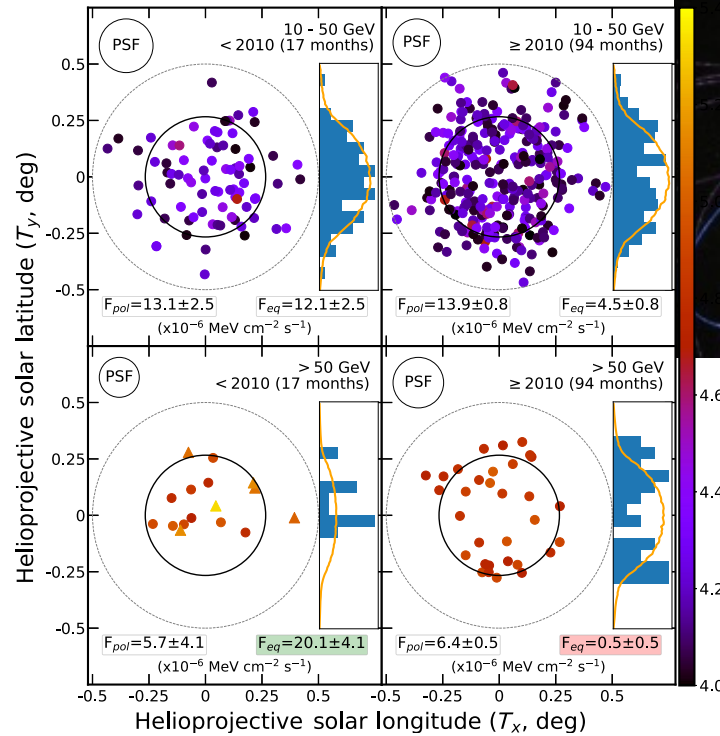 PSF
10 - 50 GeV
< 2010 (17 months)
0.5
0.25
0
-0.25
-0.5
F_pol=13.1±2.5
F_eq=12.1±2.5
(x10⁻⁶ MeV cm⁻² s⁻¹)
PSF
10 - 50 GeV
≥ 2010 (94 months)
F_pol=13.9±0.8
F_eq=4.5±0.8
(x10⁻⁶ MeV cm⁻² s⁻¹)
PSF
> 50 GeV
< 2010 (17 months)
0.5
0.25
0
-0.25
-0.5
F_pol=5.7±4.1
F_eq=20.1±4.1
(x10⁻⁶ MeV cm⁻² s⁻¹)
-0.5
-0.25
0
0.25
0.5
PSF
> 50 GeV
≥ 2010 (94 months)
F_pol=6.4±0.5
F_eq=0.5±0.5
(x10⁻⁶ MeV cm⁻² s⁻¹)
-0.25
0
0.25
0.5
Helioprojective solar latitude (T_y, deg)
Helioprojective solar longitude (T_x, deg)
4.6
4.4
4.2
4.0